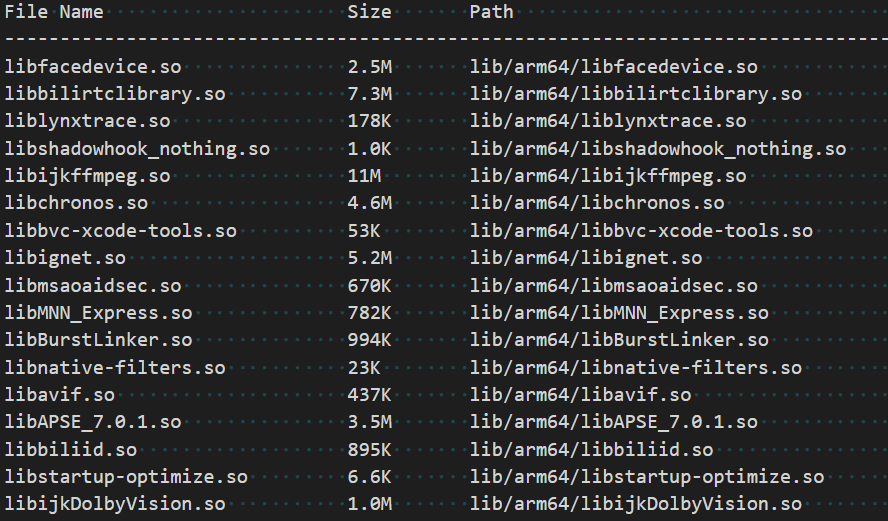 File Name Size Path
--------------------------------------------------------------------------------
libfacedevice.so 2.5M lib/arm64/libfacedevice.so
libbilirtclibrary.so 7.3M lib/arm64/libbilirtclibrary.so
liblynxtrace.so 178K lib/arm64/liblynxtrace.so
libshadowhook_nothing.so 1.0K lib/arm64/libshadowhook_nothing.so
libijkffmpeg.so 11M lib/arm64/libijkffmpeg.so
libchronos.so 4.6M lib/arm64/libchronos.so
libbvc-xcode-tools.so 53K lib/arm64/libbvc-xcode-tools.so
libignet.so 5.2M lib/arm64/libignet.so
libmsaoaidsec.so 670K lib/arm64/libmsaoaidsec.so
libMNN_Express.so 782K lib/arm64/libMNN_Express.so
libBurstLinker.so 994K lib/arm64/libBurstLinker.so
libnative-filters.so 23K lib/arm64/libnative-filters.so
libavif.so 437K lib/arm64/libavif.so
libAPSE_7.0.1.so 3.5M lib/arm64/libAPSE_7.0.1.so
libbiliid.so 895K lib/arm64/libbiliid.so
libstartup-optimize.so 6.6K lib/arm64/libstartup-optimize.so
libijkDolbyVision.so 1.0M lib/arm64/libijkDolbyVision.so